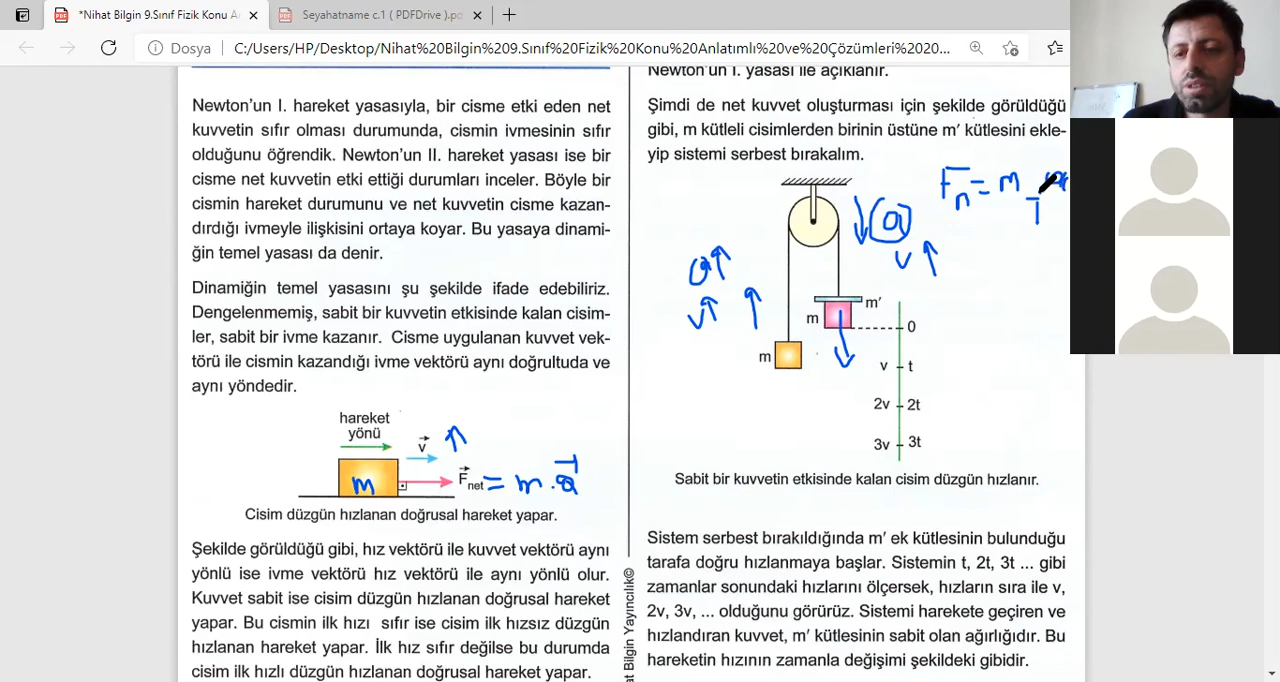 *Nihat Bilgin 9.Sınıf Fizik Konu A
Seyahatname c.1 ( PDFDrive ).pc
Dosya
C:/Users/HP/Desktop/Nihat%20Bilgin%209.Sınıf%20Fizik%20Konu%20Anlatımlı%20ve%20Çözümleri%2020...
Newton'un I. hareket yasasıyla, bir cisme etki eden net
kuvvetin sıfır olması durumunda, cismin ivmesinin sıfır
olduğunu öğrendik. Newton'un II. hareket yasası ise bir
cisme net kuvvetin etki ettiği durumları inceler. Böyle bir
cismin hareket durumunu ve net kuvvetin cisme kazan-
dırdığı ivmeyle ilişkisini ortaya koyar. Bu yasaya dinami-
ğin temel yasası da denir.
Dinamiğin temel yasasını şu şekilde ifade edebiliriz.
Dengelenmemiş, sabit bir kuvvetin etkisinde kalan cisim-
ler, sabit bir ivme kazanır. Cisme uygulanan kuvvet vek-
törü ile cismin kazandığı ivme vektörü aynı doğrultuda ve
aynı yöndedir.
hareket
yönü
v
m
F net = m . a
Cisim düzgün hızlanan doğrusal hareket yapar.
Şekilde görüldüğü gibi, hız vektörü ile kuvvet vektörü aynı
yönlü ise ivme vektörü hız vektörü ile aynı yönlü olur.
Kuvvet sabit ise cisim düzgün hızlanan doğrusal hareket
yapar. Bu cismin ilk hızı sıfır ise cisim ilk hızsız düzgün
hızlanan hareket yapar. İlk hız sıfır değilse bu durumda
cisim ilk hızlı düzgün hızlanan doğrusal hareket yapar.
Newton'un I. yasası ile açıklanır.
Şimdi de net kuvvet oluşturması için şekilde görüldüğü
gibi, m kütleli cisimlerden birinin üstüne m' kütlesini ekle-
yip sistemi serbest bırakalım.
Fn = m
a
v
a
v
m'
m
0
m
v t
2v 2t
3v 3t
Sabit bir kuvvetin etkisinde kalan cisim düzgün hızlanır.
Sistem serbest bırakıldığında m' ek kütlesinin bulunduğu
tarafa doğru hızlanmaya başlar. Sistemin t, 2t, 3t ... gibi
zamanlar sonundaki hızlarını ölçersek, hızların sıra ile v,
2v, 3v, ... olduğunu görürüz. Sistemi harekete geçiren ve
hızlandıran kuvvet, m' kütlesinin sabit olan ağırlığıdır. Bu
hareketin hızının zamanla değişimi şekildeki gibidir.
at Bilgin Yayıncılık©